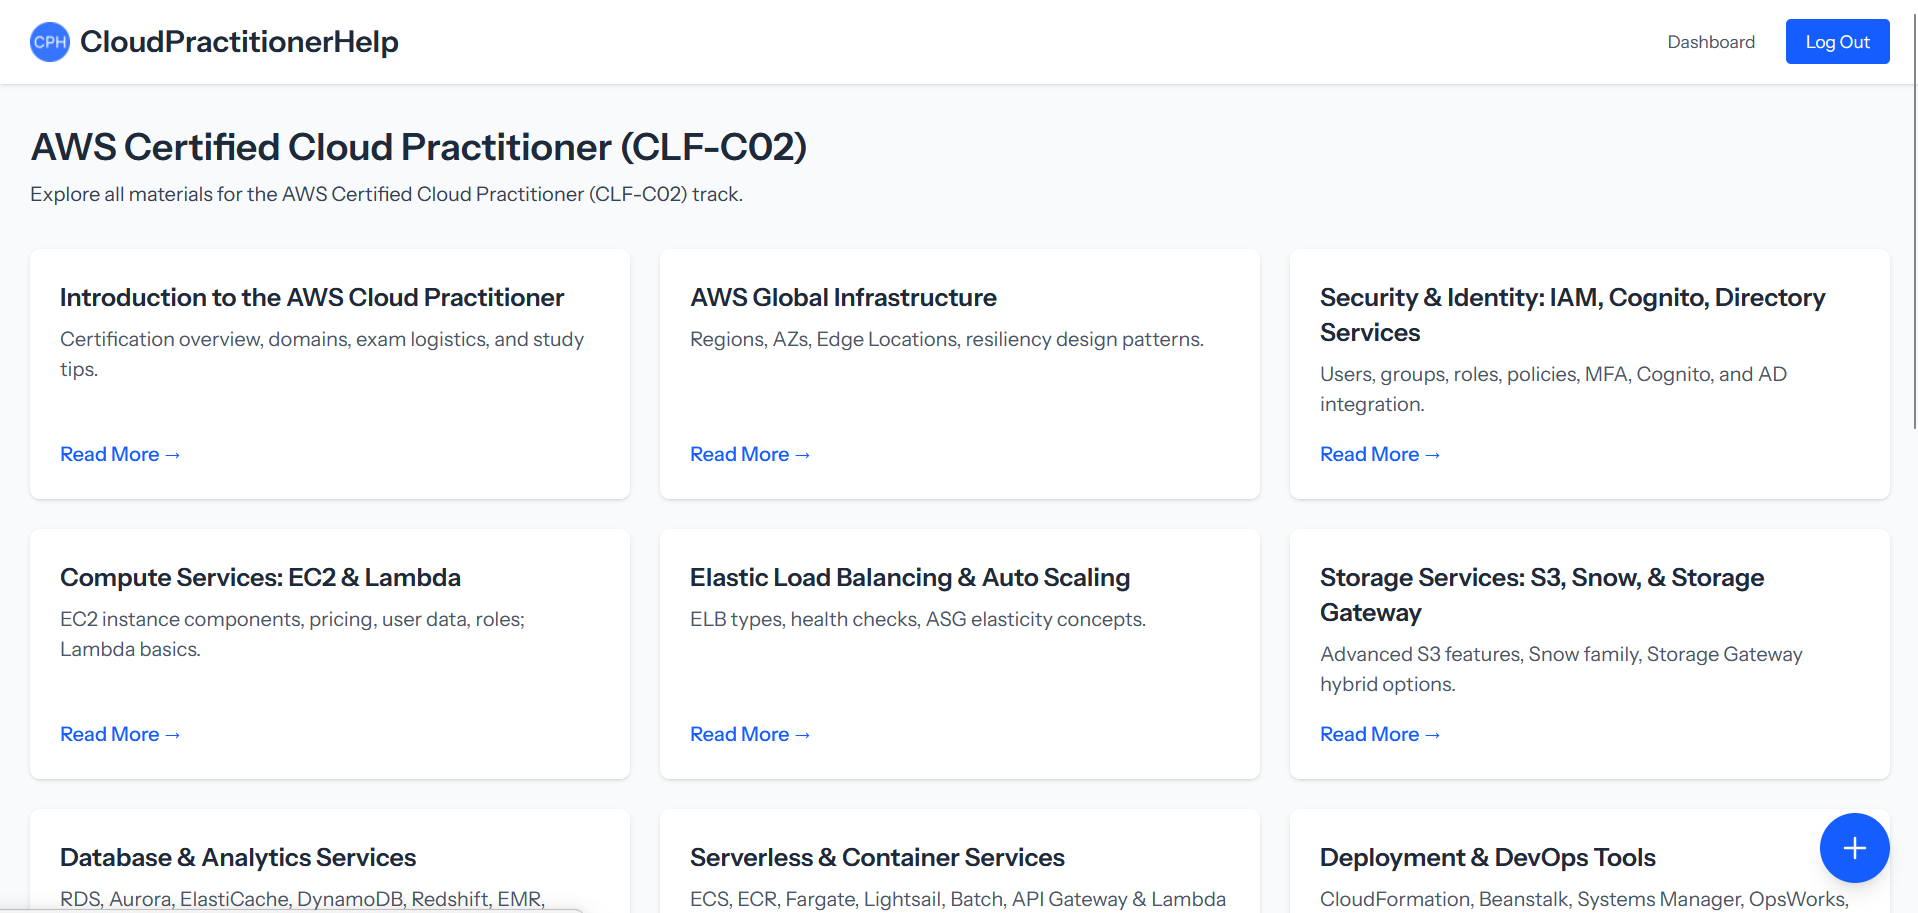 CPH CloudPractitionerHelp
Dashboard
Log Out
AWS Certified Cloud Practitioner (CLF-C02)
Explore all materials for the AWS Certified Cloud Practitioner (CLF-C02) track.
Introduction to the AWS Cloud Practitioner
Certification overview, domains, exam logistics, and study
tips.
Read More →
AWS Global Infrastructure
Regions, AZs, Edge Locations, resiliency design patterns.
Read More →
Security & Identity: IAM, Cognito, Directory
Services
Users, groups, roles, policies, MFA, Cognito, and AD
integration.
Read More →
Compute Services: EC2 & Lambda
EC2 instance components, pricing, user data, roles;
Lambda basics.
Read More →
Elastic Load Balancing & Auto Scaling
ELB types, health checks, ASG elasticity concepts.
Read More →
Storage Services: S3, Snow, & Storage
Gateway
Advanced S3 features, Snow family, Storage Gateway
hybrid options.
Read More →
Database & Analytics Services
RDS, Aurora, ElastiCache, DynamoDB, Redshift, EMR,
Serverless & Container Services
ECS, ECR, Fargate, Lightsail, Batch, API Gateway & Lambda
Deployment & DevOps Tools
CloudFormation, Beanstalk, Systems Manager, OpsWorks,